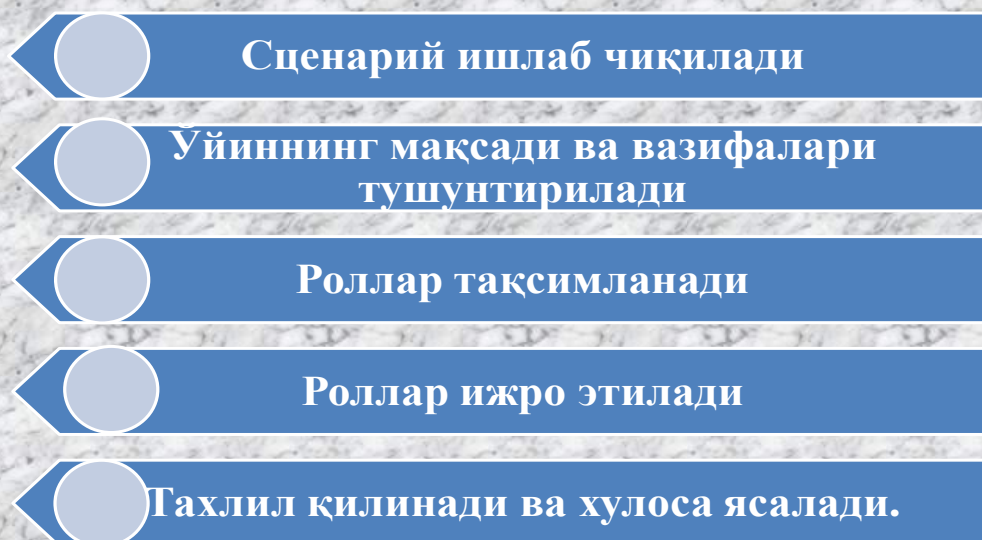 Сценарий ишлаб чиқилади
Ўйиннинг мақсади ва вазифалари
тушунтирилади
Роллар тақсимланади
Роллар ижро этилади
Тахлил қилинади ва хулоса ясалади.